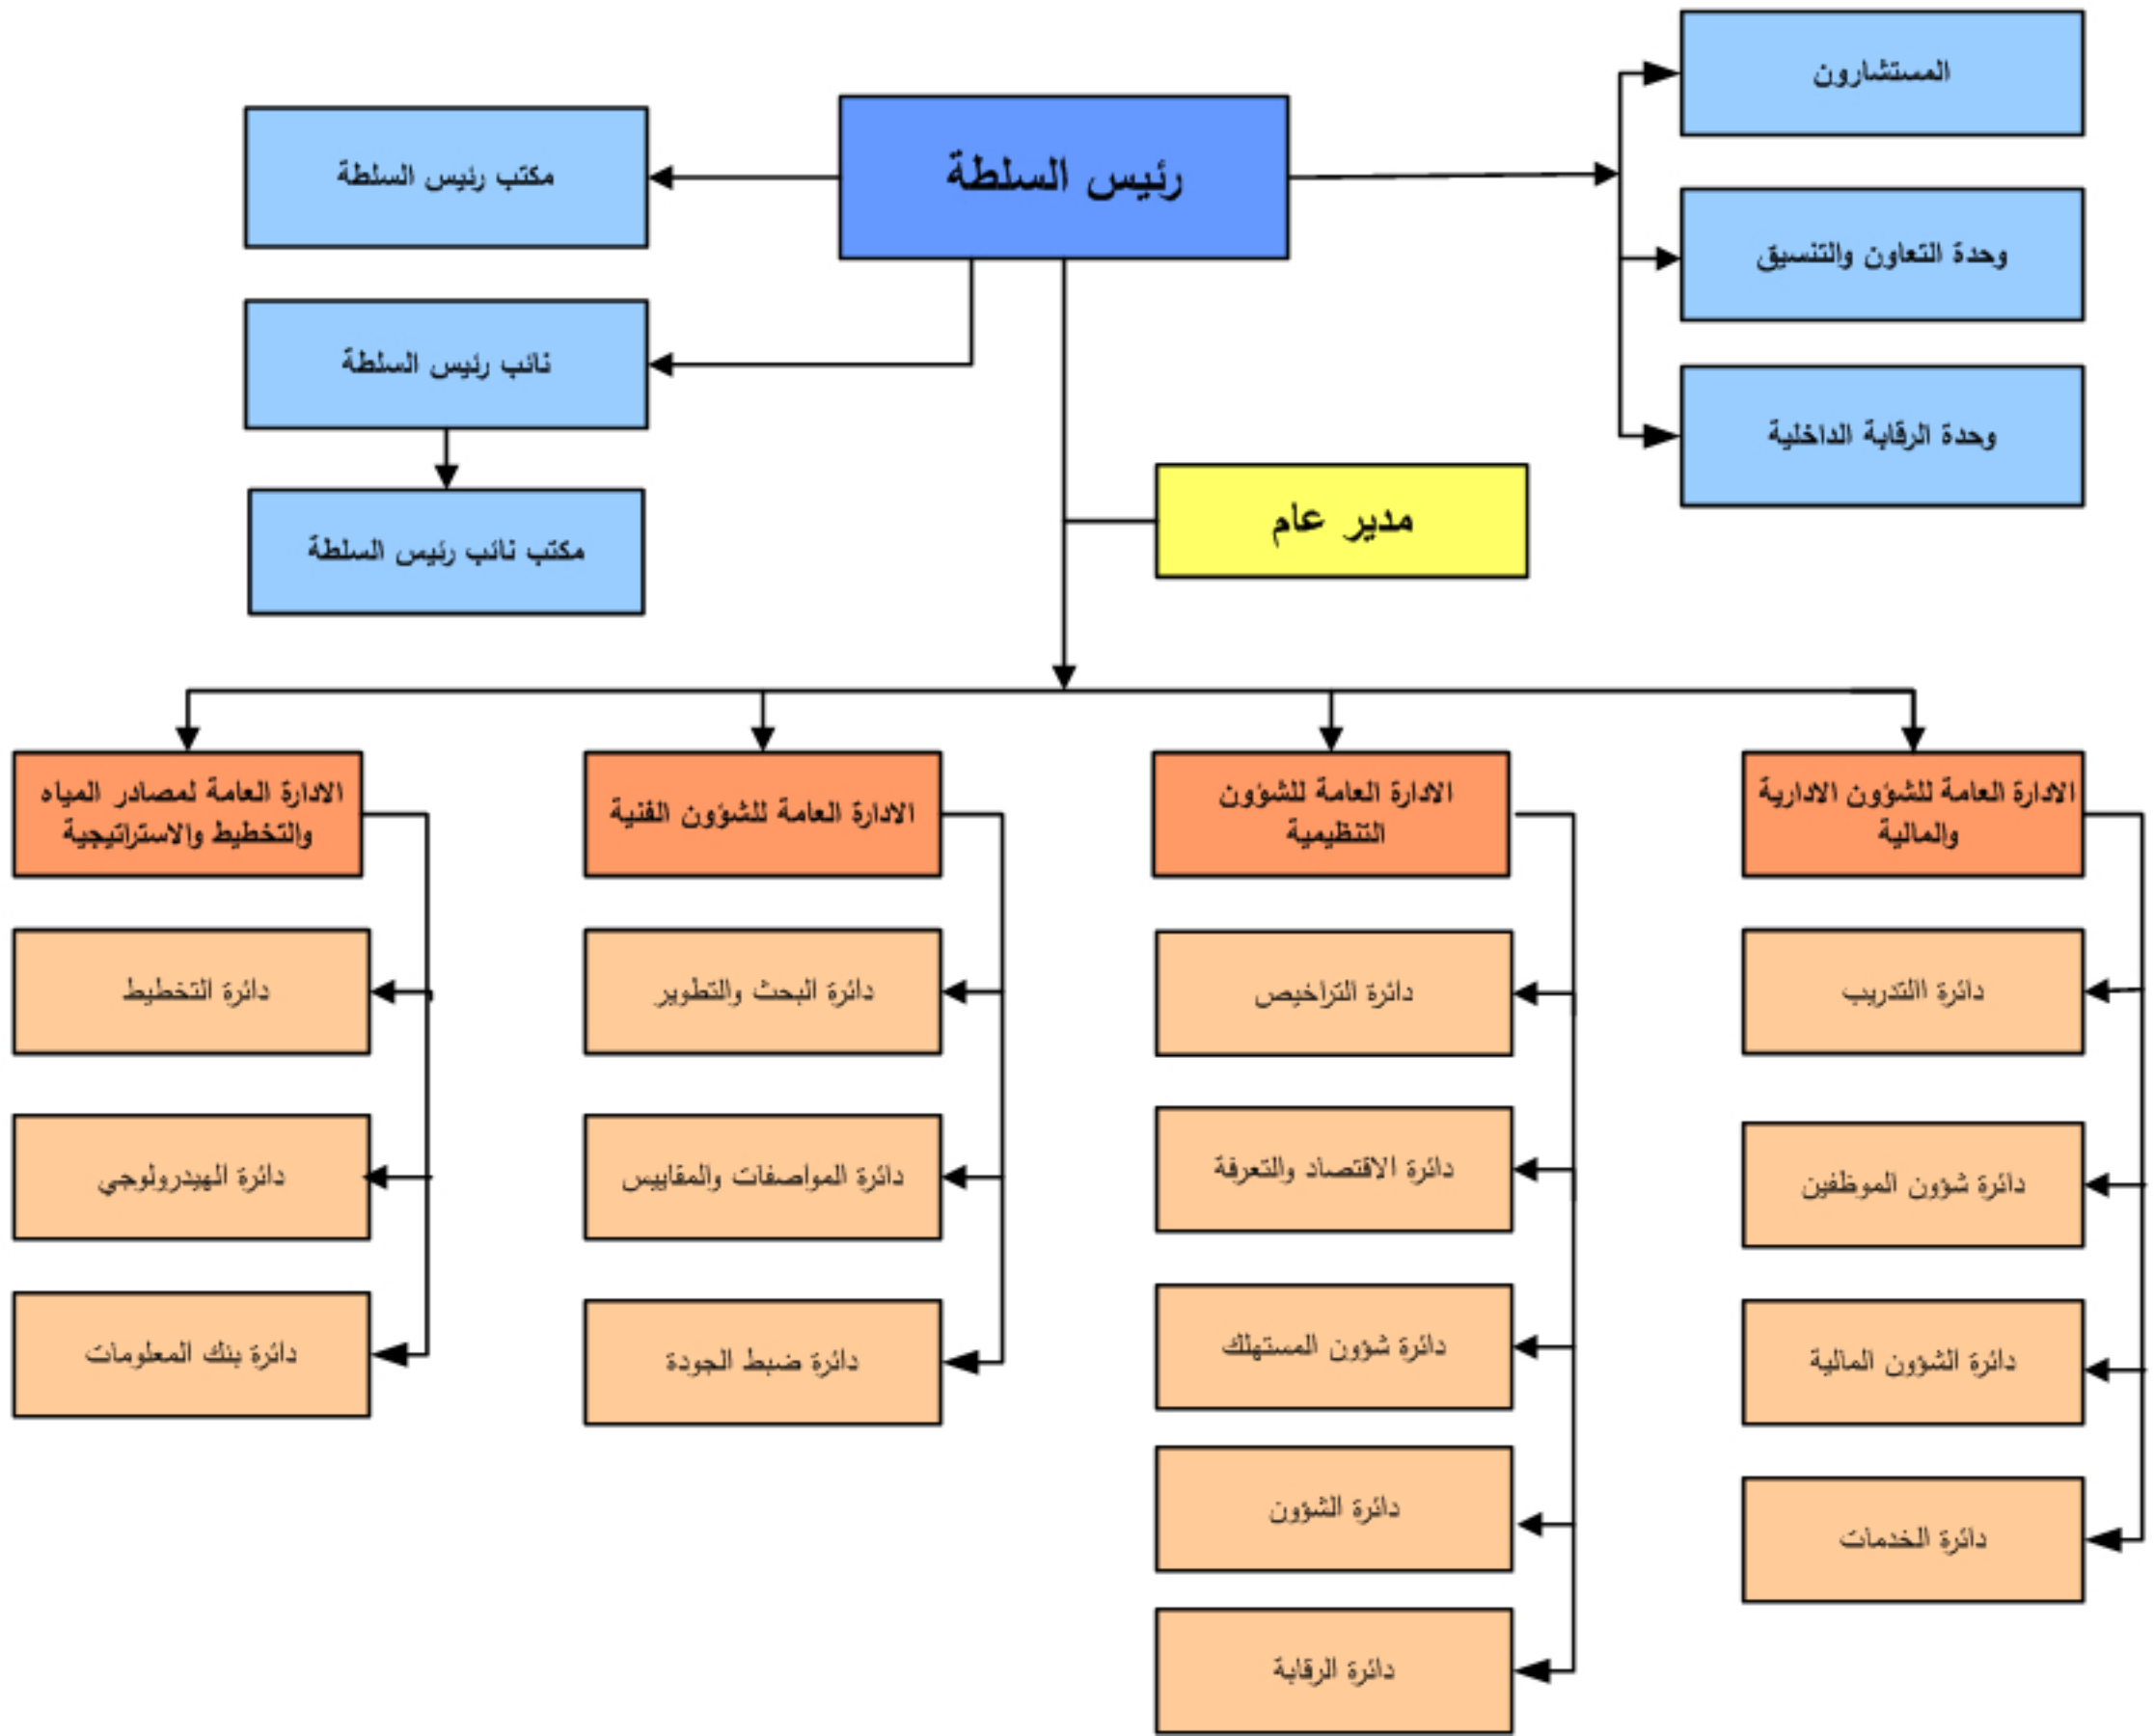 رئيس السلطة
المستشارون
وحدة التعاون والتنسيق
وحدة الرقابة الداخلية
مكتب رئيس السلطة
نائب رئيس السلطة
مكتب نائب رئيس السلطة
مدير عام
الادارة العامة للشؤون الادارية
والمالية
دائرة االتدريب
دائرة شؤون الموظفين
دائرة الشؤون المالية
دائرة الخدمات
الادارة العامة للشؤون
التنظيمية
دائرة التراخيص
دائرة الاقتصاد والتعرفة
دائرة شؤون المستهلك
دائرة الشؤون
دائرة الرقابة
الادارة العامة للشؤون الفنية
دائرة البحث والتطوير
دائرة المواصفات والمقاييس
دائرة ضبط الجودة
الادارة العامة لمصادر المياه
والتخطيط والاستراتيجية
دائرة التخطيط
دائرة الهيدرولوجي
دائرة بنك المعلومات